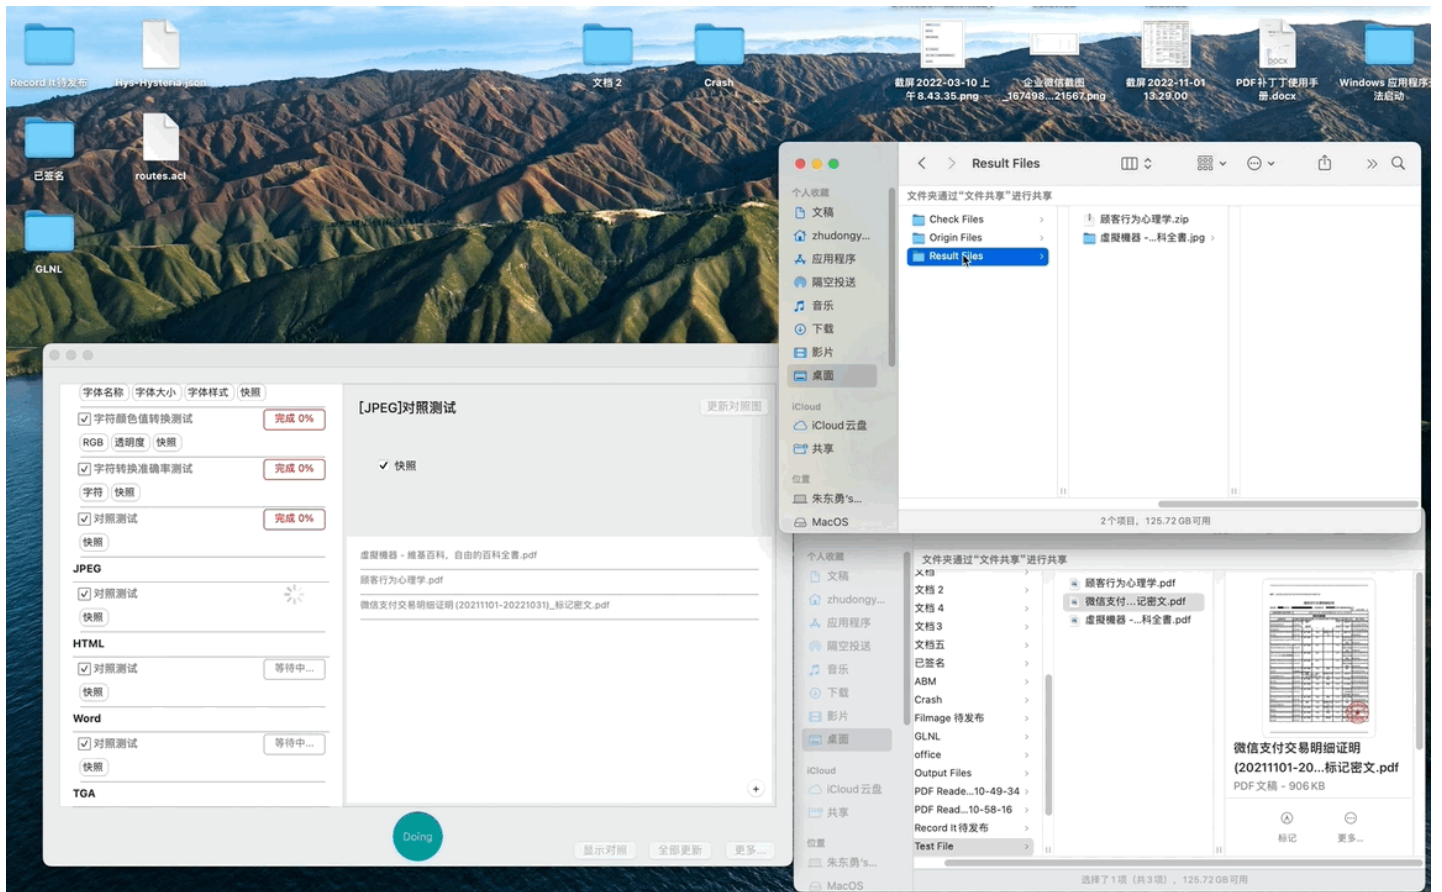 Record It待发布
Hys-Hysteria.json
文档 2
Crash
截屏 2022-03-10 上
午8.43.35.png
企业微信截图
_167498...21567.png
截屏 2022-11-01
13.29.00
DOCX
PDF补丁丁使用手
册.docx
Windows 应用程序
法启动
已签名
routes.acl
GLNL
Result Files
个人收藏
文稿
zhudongy...
应用程序
隔空投送
音乐
下载
影片
桌面
iCloud
iCloud云盘
共享
位置
朱东勇's...
MacOS
文件夹通过“文件共享”进行共享
Check Files
Origin Files
Result Files
顾客行为心理学.zip
虚擬機器 -...科全書.jpg
2个项目，125.72 GB可用
字体名称 字体大小 字体样式 快照
字符颜色值转换测试 完成 0%
RGB 透明度 快照
字符转换准确率测试 完成 0%
字符 快照
对照测试 完成 0%
快照
JPEG
对照测试
快照
HTML
对照测试 等待中...
快照
Word
对照测试 等待中...
快照
TGA
[JPEG]对照测试 更新对照图
快照
虚擬機器 - 維基百科，自由的百科全書.pdf
顾客行为心理学.pdf
微信支付交易明细证明 (20211101-20221031)_标记密文.pdf
+
Doing
显示对照 全部更新 更多...
个人收藏
文稿
zhudongy...
应用程序
隔空投送
音乐
下载
影片
桌面
iCloud
iCloud云盘
共享
位置
朱东勇's...
MacOS
文件夹通过“文件共享”进行共享
文档
文档 2
文档 4
文档3
文档五
已签名
ABM
Crash
Filmage 待发布
GLNL
office
Output Files
PDF Reade...10-49-34
PDF Read...10-58-16
Record It待发布
Test File
顾客行为心理学.pdf
微信支付...记密文.pdf
虚擬機器 -...科全書.pdf
微信支付交易明细证明
(20211101-20...标记密文.pdf
PDF文稿 - 906 KB
标记 更多...
选择了1项（共3项），125.72 GB可用